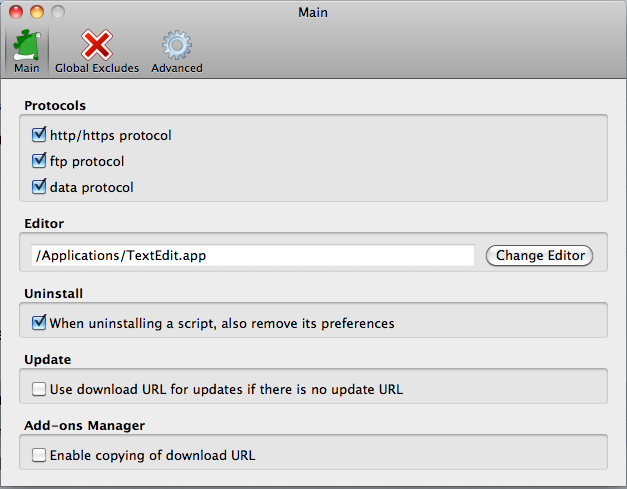 Main
Main
Global Excludes
Advanced
Protocols
http/https protocol
ftp protocol
data protocol
Editor
/Applications/TextEdit.app
Change Editor
Uninstall
When uninstalling a script, also remove its preferences
Update
Use download URL for updates if there is no update URL
Add-ons Manager
Enable copying of download URL